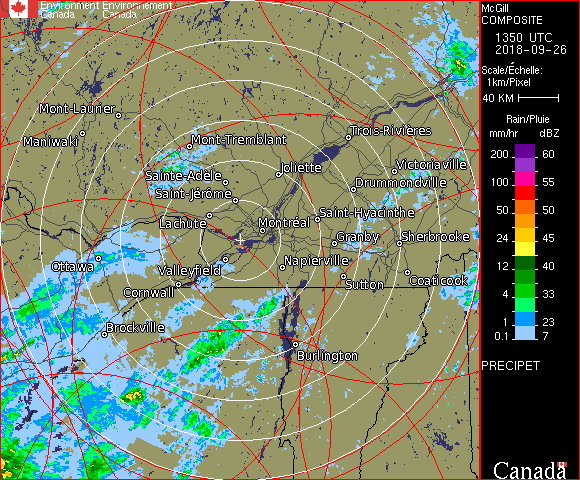 Environment Environnement
Canada Canada
McGill
COMPOSITE
1350 UTC
2018-09-26
Scale/Échelle:
1km/Pixel
40 KM
Rain/Pluie
mm/hr dBZ
200 60
150 57
100 55
50 50
24 45
12 40
4 33
1 23
0.1 7
PRECIPET
Canada
Mont-Laurier
Maniwaki
Mont-Tremblant
Trois-Rivières
Joliette
Victoriaville
Sainte-Adèle
Drummondville
Saint-Jérôme
Lachute
Saint-Hyacinthe
Montréal
Granby
Sherbrooke
Ottawa
Valleyfield
Napierville
Cornwall
Sutton
Coaticook
Brockville
Burlington